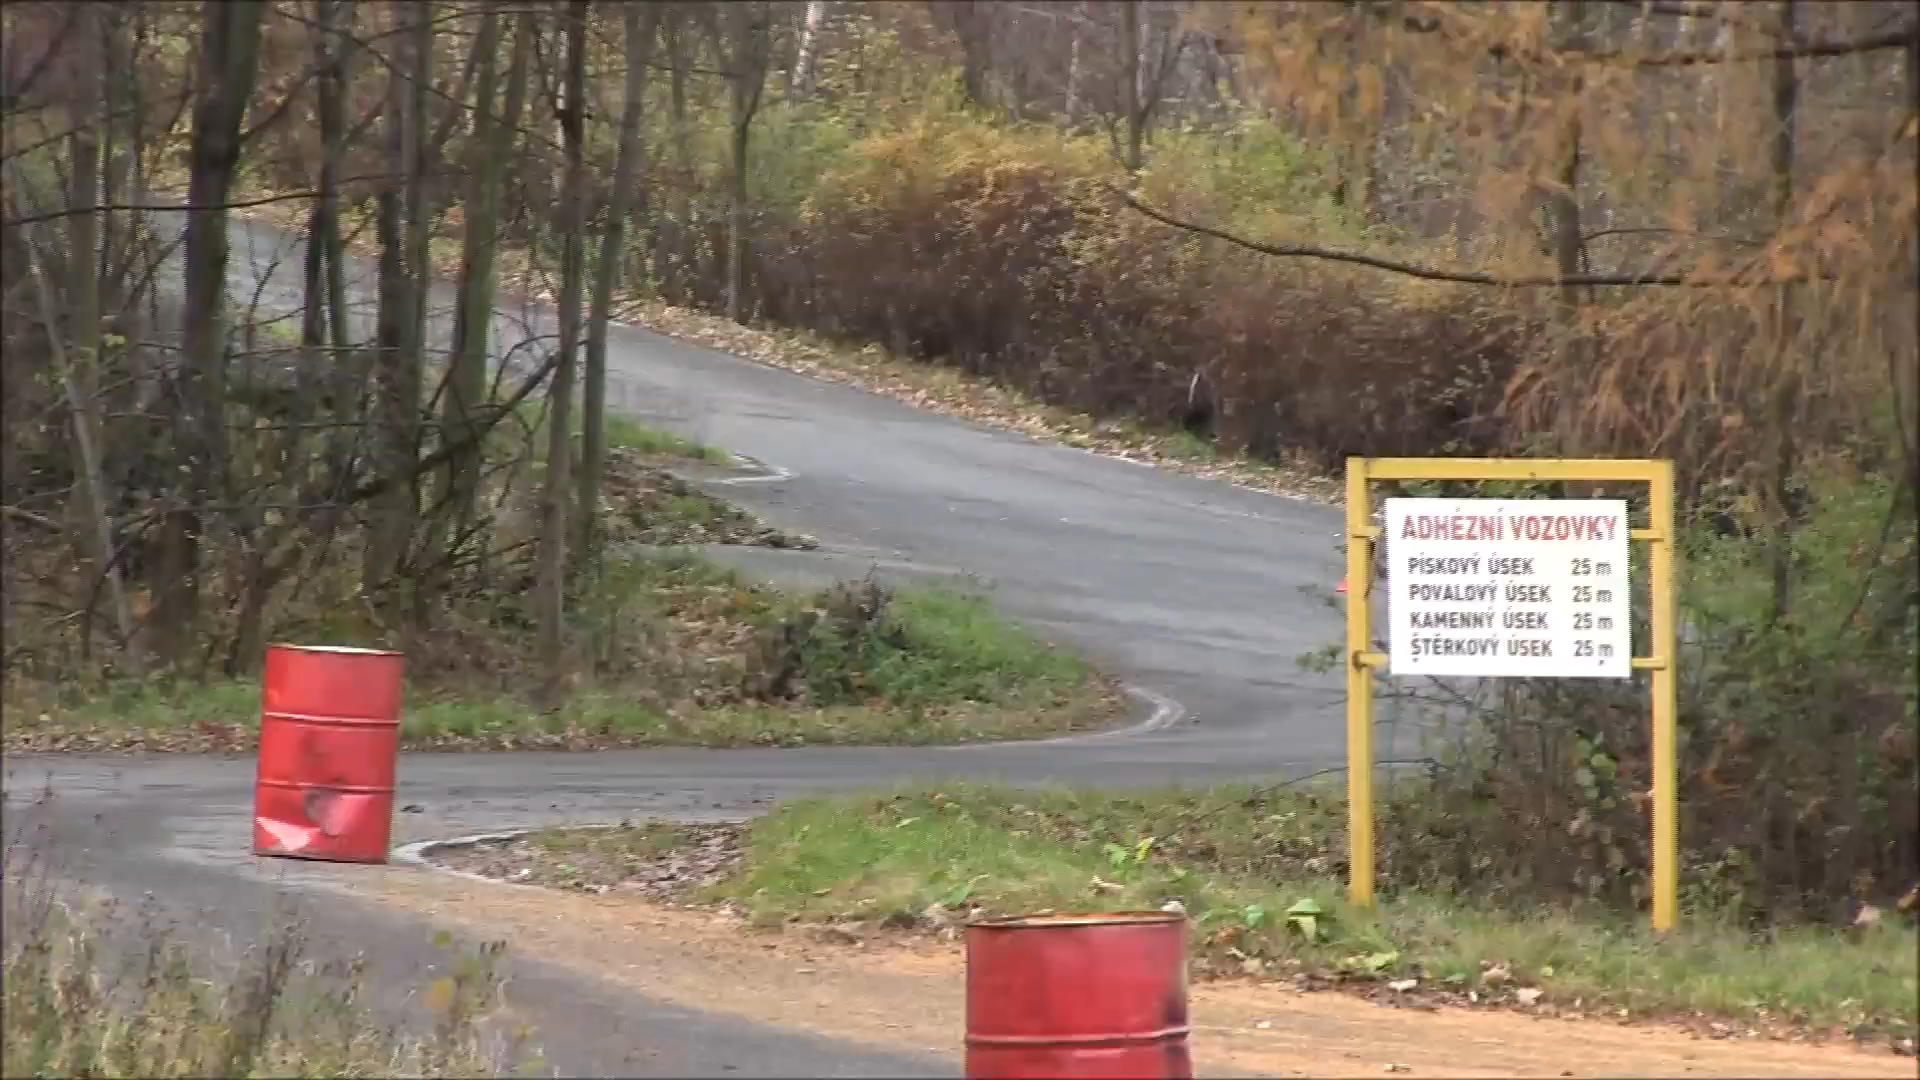 ADHÉZNÍ VOZOVKY
PÍSKOVÝ ÚSEK 25 m
POVALOVÝ ÚSEK 25 m
KAMENNÝ ÚSEK 25 m
ŠTĚRKOVÝ ÚSEK 25 m